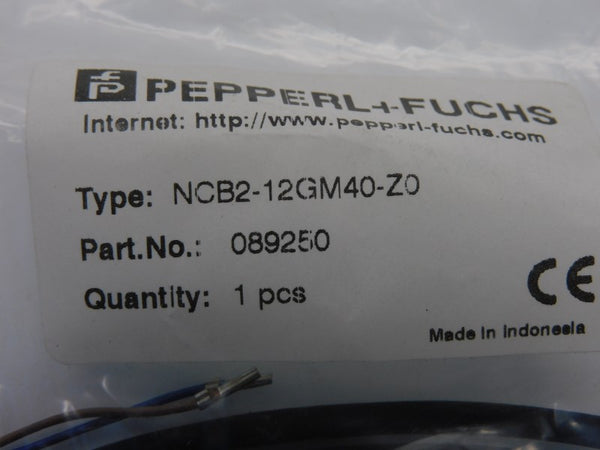 PEPPERL+FUCHS
Internet: http://www.pepperl-fuchs.com
Type: NCB2-12GM40-Z0
Part.No.: 089250
Quantity: 1 pcs
CE
Made in Indonesia